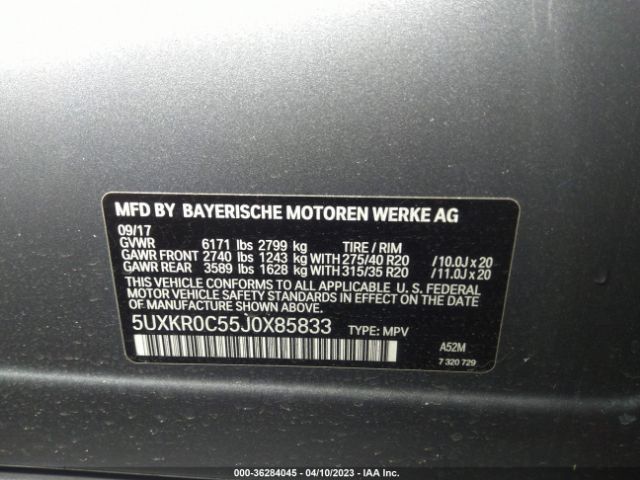 MFD BY BAYERISCHE MOTOREN WERKE AG
09/17
GVWR 6171 lbs 2799 kg TIRE / RIM
GAWR FRONT 2740 lbs 1243 kg WITH 275/40 R20 /10.0J x 20
GAWR REAR 3589 lbs 1628 kg WITH 315/35 R20 /11.0J x 20
THIS VEHICLE CONFORMS TO ALL APPLICABLE U. S. FEDERAL
MOTOR VEHICLE SAFETY STANDARDS IN EFFECT ON THE DATE
OF MANUFACTURE SHOWN ABOVE.
5UXKR0C55J0X85833 TYPE: MPV
A52M
7 320 729
000-36284045 - 04/10/2023 - IAA Inc.